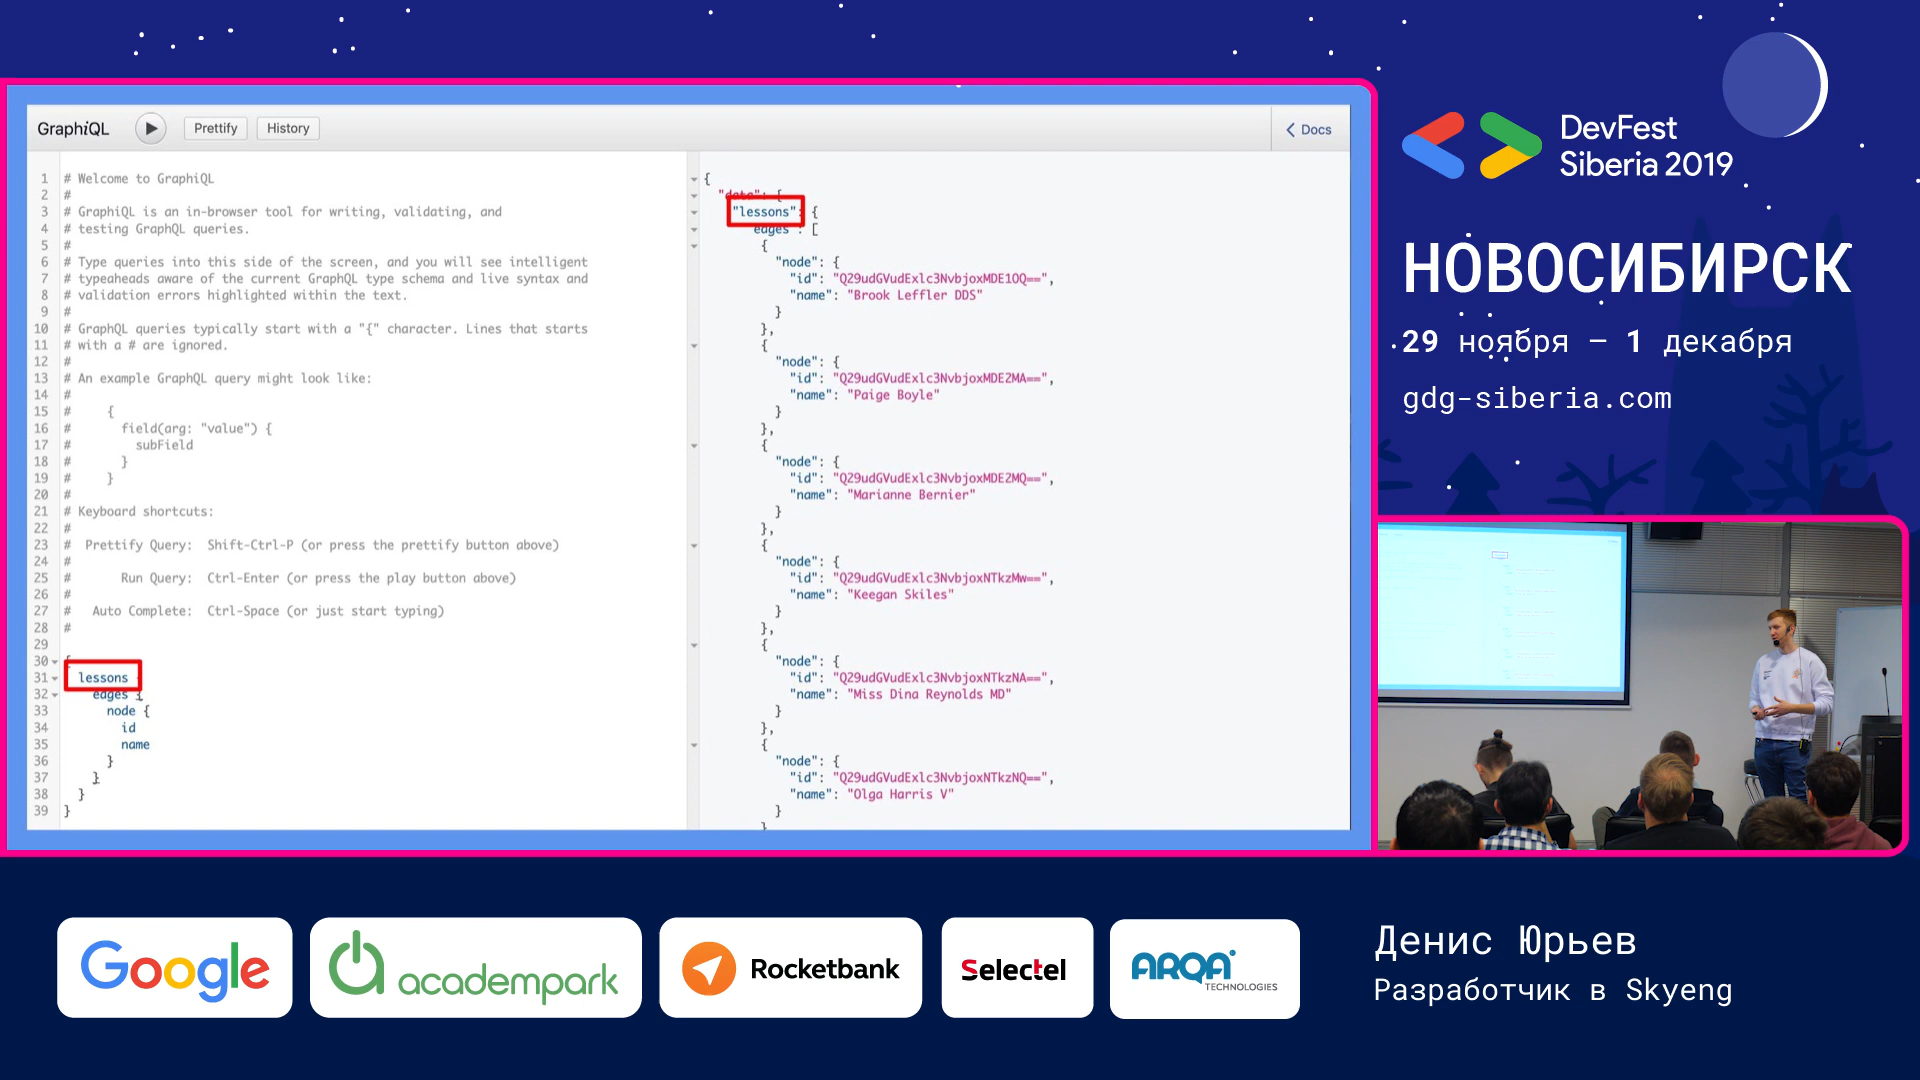 GraphiQL
Prettify
History
Docs
1 # Welcome to GraphiQL
2 #
3 # GraphiQL is an in-browser tool for writing, validating, and
4 # testing GraphQL queries.
5 #
6 # Type queries into this side of the screen, and you will see intelligent
7 # typeaheads aware of the current GraphQL type schema and live syntax and
8 # validation errors highlighted within the text.
9 #
10 # GraphQL queries typically start with a "{" character. Lines that starts
11 # with a # are ignored.
12 #
13 # An example GraphQL query might look like:
14 #
15 #     {
16 #       field(arg: "value") {
17 #         subField
18 #       }
19 #     }
20 #
21 # Keyboard shortcuts:
22 #
23 #  Prettify Query:  Shift-Ctrl-P (or press the prettify button above)
24 #
25 #       Run Query:  Ctrl-Enter (or press the play button above)
26 #
27 #   Auto Complete:  Ctrl-Space (or just start typing)
28 #
29
30 {
31 lessons
32 edges {
33 node {
34 id
35 name
36 }
37 }
38 }
39 }
{
"data": {
"lessons": {
"edges": [
{
"node": {
"id": "Q29udGVudExlc3NvbjoxMDE1OQ==",
"name": "Brook Leffler DDS"
}
},
{
"node": {
"id": "Q29udGVudExlc3NvbjoxMDE2MA==",
"name": "Paige Boyle"
}
},
{
"node": {
"id": "Q29udGVudExlc3NvbjoxMDE2MQ==",
"name": "Marianne Bernier"
}
},
{
"node": {
"id": "Q29udGVudExlc3NvbjoxNTkzMw==",
"name": "Keegan Skiles"
}
},
{
"node": {
"id": "Q29udGVudExlc3NvbjoxNTkzNA==",
"name": "Miss Dina Reynolds MD"
}
},
{
"node": {
"id": "Q29udGVudExlc3NvbjoxNTkzNQ==",
"name": "Olga Harris V"
}
}
DevFest
Siberia 2019
НОВОСИБИРСК
29 ноября – 1 декабря
gdg-siberia.com
Google
academpark
Rocketbank
Selectel
ARQA
TECHNOLOGIES
Денис Юрьев
Разработчик в Skyeng